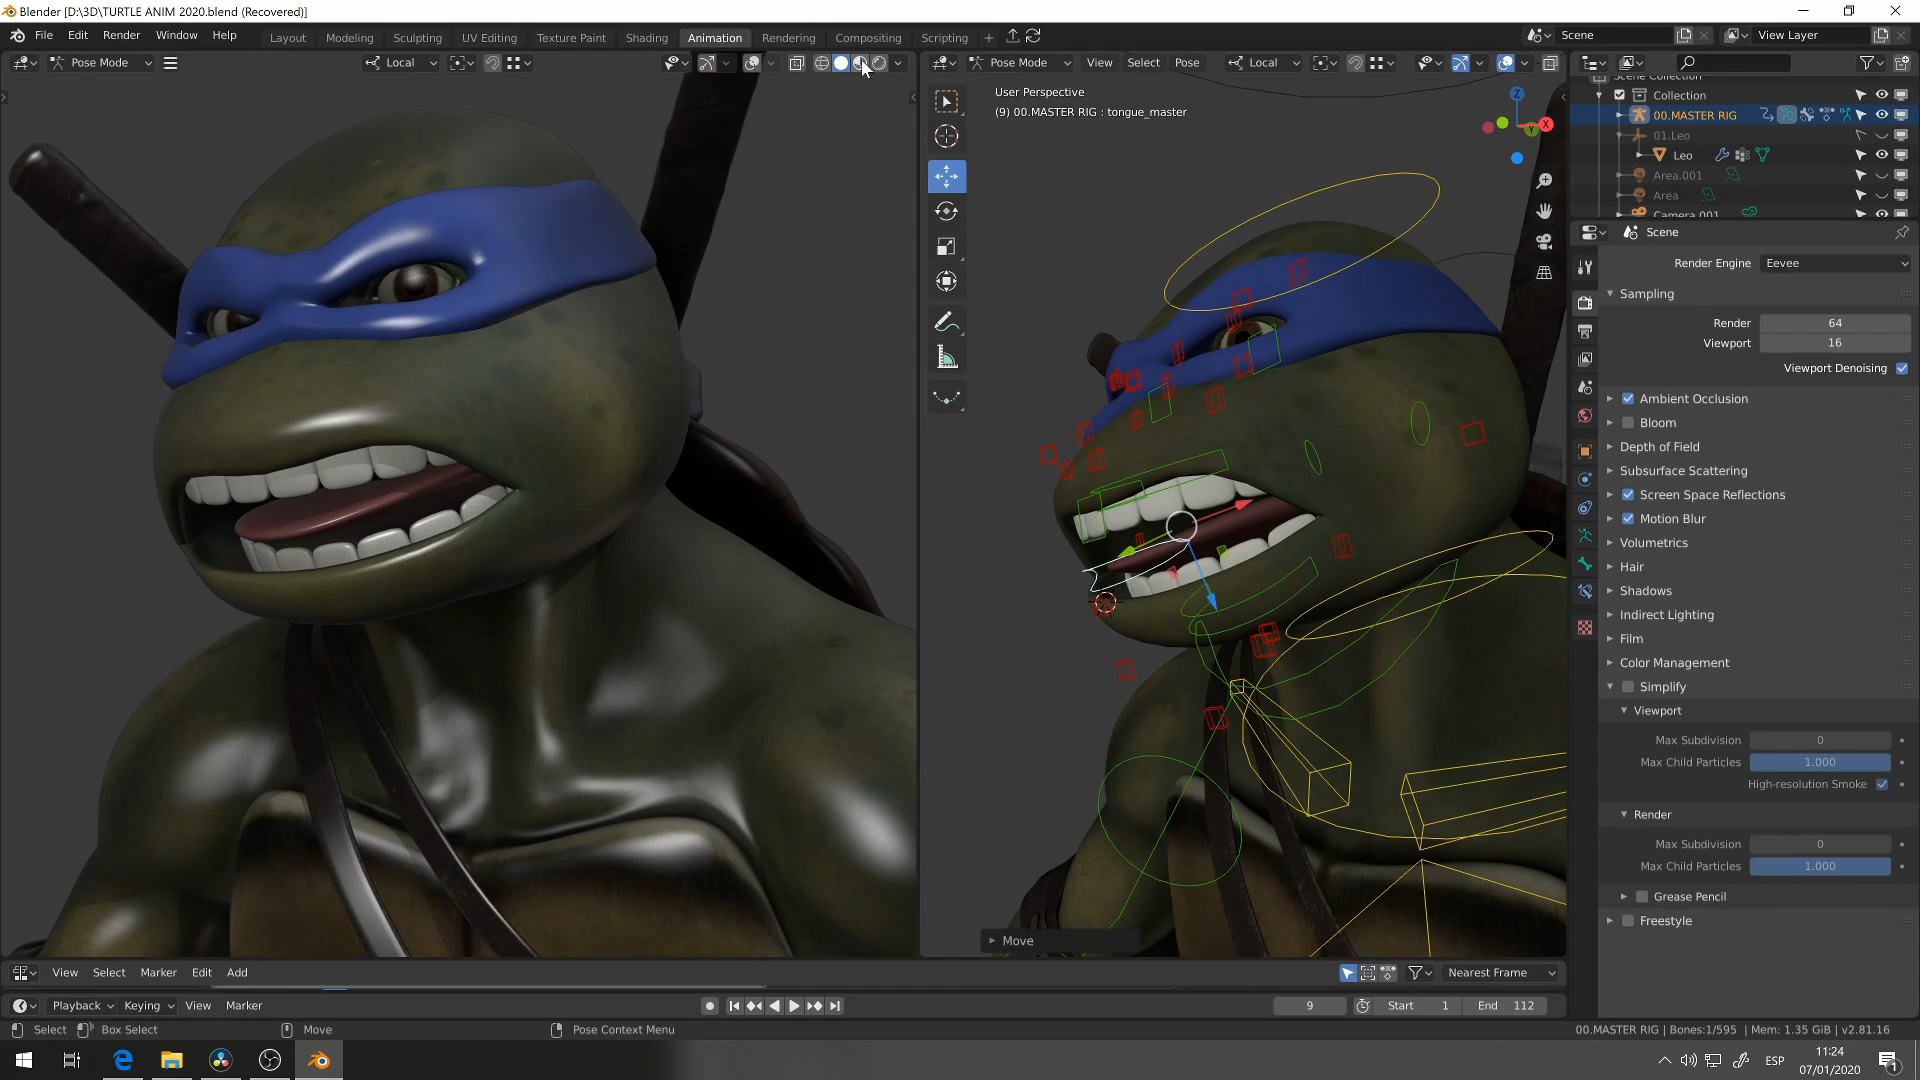 Blender [D:\3D\TURTLE ANIM 2020.blend (Recovered)]
File Edit Render Window Help
Layout Modeling Sculpting UV Editing Texture Paint Shading Animation Rendering Compositing Scripting +
Scene View Layer
Pose Mode Local
Pose Mode View Select Pose Local
User Perspective
(9) 00.MASTER RIG : tongue_master
Z
X
Y
Scene Collection
Collection
00.MASTER RIG
01.Leo
Leo
Area.001
Area
Camera.001
Scene
Render Engine Eevee
Sampling
Render 64
Viewport 16
Viewport Denoising
Ambient Occlusion
Bloom
Depth of Field
Subsurface Scattering
Screen Space Reflections
Motion Blur
Volumetrics
Hair
Shadows
Indirect Lighting
Film
Color Management
Simplify
Viewport
Max Subdivision 0
Max Child Particles 1.000
High-resolution Smoke
Render
Max Subdivision 0
Max Child Particles 1.000
Grease Pencil
Freestyle
Move
View Select Marker Edit Add
Nearest Frame
Playback Keying View Marker
9 Start 1 End 112
Select Box Select Move Pose Context Menu
00.MASTER RIG | Bones:1/595 | Mem: 1.35 GiB | v2.81.16
ESP
11:24
07/01/2020
1